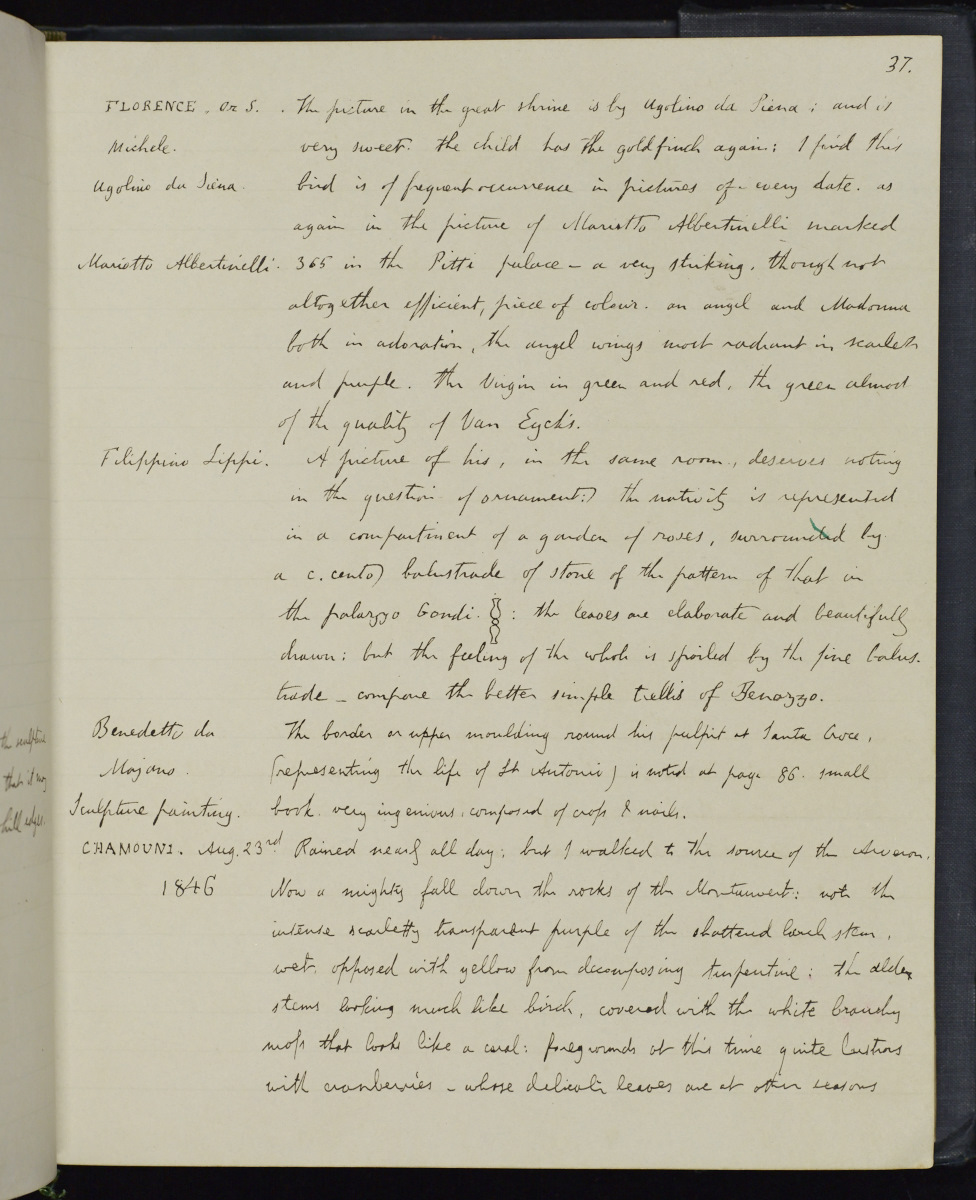 37.
FLORENCE. Or S. . The picture in the great shrine is by Ugolino da Siena; and is
Michele. very sweet. the child has the goldfinch again; I find this
Ugolino da Siena. bird is of frequent occurrence in pictures of every date. as
again in the picture of Mariotto Albertinelli marked
Mariotto Albertinelli. 365 in the Pitti palace – a very striking, though not
altogether efficient, piece of colour. an angel and Madonna
both in adoration, the angel wings most radiant in scarlet
and purple. the Virgin in green and red, the green almost
of the quality of Van Eyck's.
Filippino Lippi. A picture of his, in the same room, deserves noting
in the question of ornament:) the nativity is represented
in a compartment of a garden of roses, surrounded by
a c. cento) balustrade of stone of the pattern of that in
the palazzo Gondi. : the leaves are elaborate and beautifully
drawn: but the feeling of the whole is spoiled by the fine balus-
trade – compare the better simple trellis of Benozzo.
Benedetto da The border or upper moulding round his pulpit at Santa Croce,
Majano. (representing the life of St Antonio) is noted at page 86. small
Sculpture painting. book. very ingenious, composed of crofs & nails.
CHAMOUNI. Aug. 23rd Rained nearly all day; but I walked to the source of the Arveron.
1846 Now a mighty fall down the rocks of the Montanvert: note the
intense scarletty transparent purple of the shattered larch stem,
wet. opposed with yellow from decomposing turpentine: the alder
stems looking much like birch, covered with the white branchy
mofs that looks like a coral: foregrounds at this time quite lustrous
with cranberries – whose delicate leaves are at other seasons
the sculpture
that it may